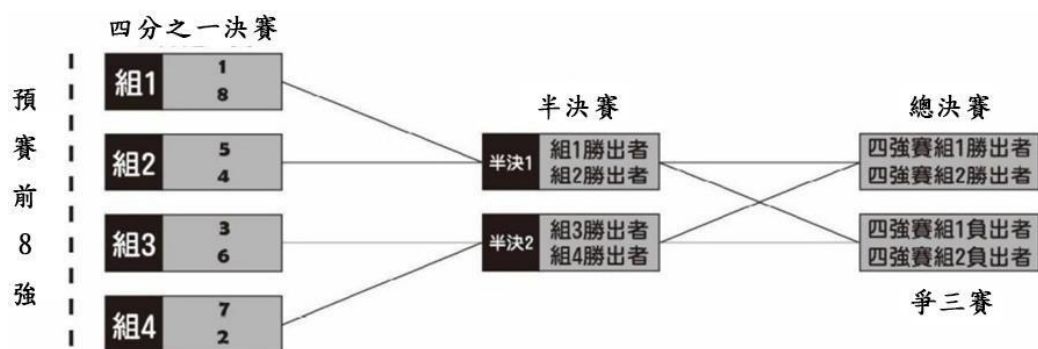 四分之一決賽
預賽前8強
組1
1
8
組2
5
4
組3
3
6
組4
7
2
半決賽
半決1
組1勝出者
組2勝出者
半決2
組3勝出者
組4勝出者
總決賽
四強賽組1勝出者
四強賽組2勝出者
四強賽組1負出者
四強賽組2負出者
爭三賽